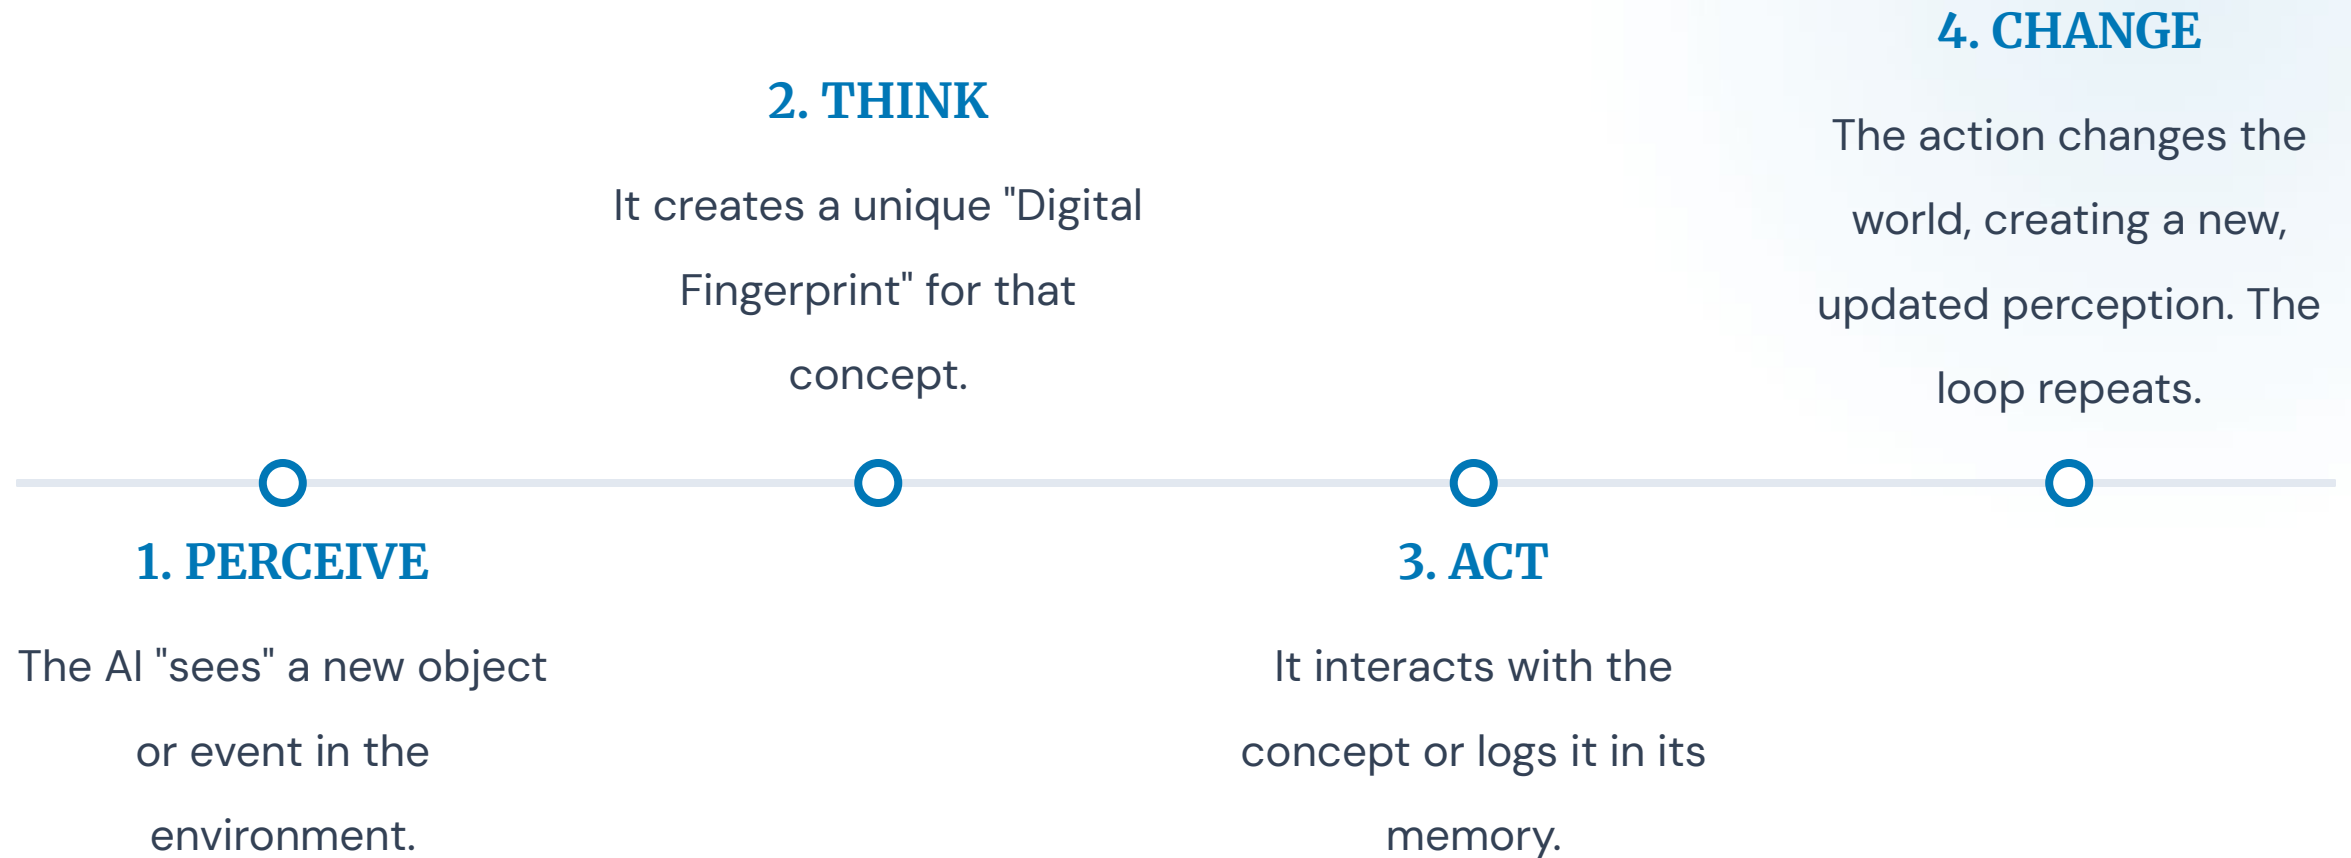 1. PERCEIVE
The AI "sees" a new object
or event in the
environment.
2. THINK
It creates a unique "Digital
Fingerprint" for that
concept.
3. ACT
It interacts with the
concept or logs it in its
memory.
4. CHANGE
The action changes the
world, creating a new,
updated perception. The
loop repeats.